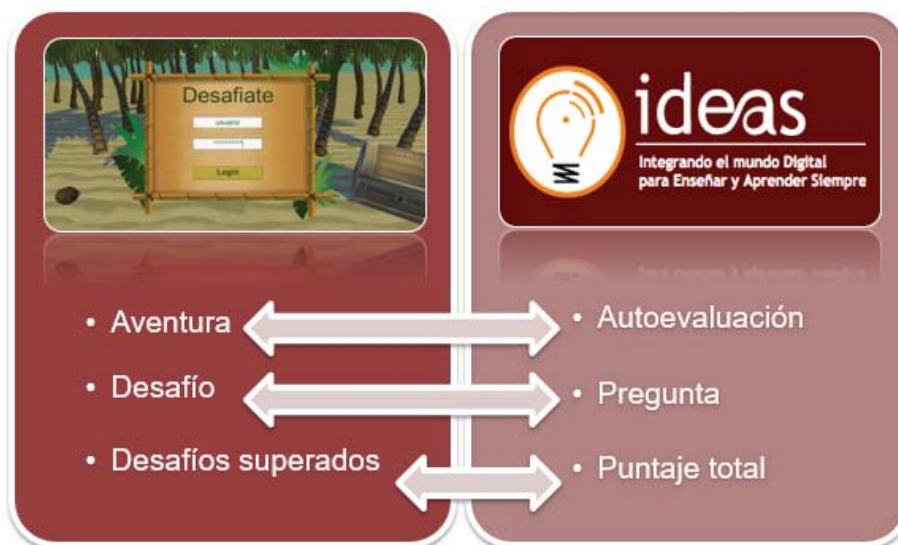 Desafiate
usuario
Login
ideas
Integrando el mundo Digital
para Enseñar y Aprender Siempre
• Aventura
• Desafío
• Desafíos superados
• Autoevaluación
• Pregunta
• Puntaje total